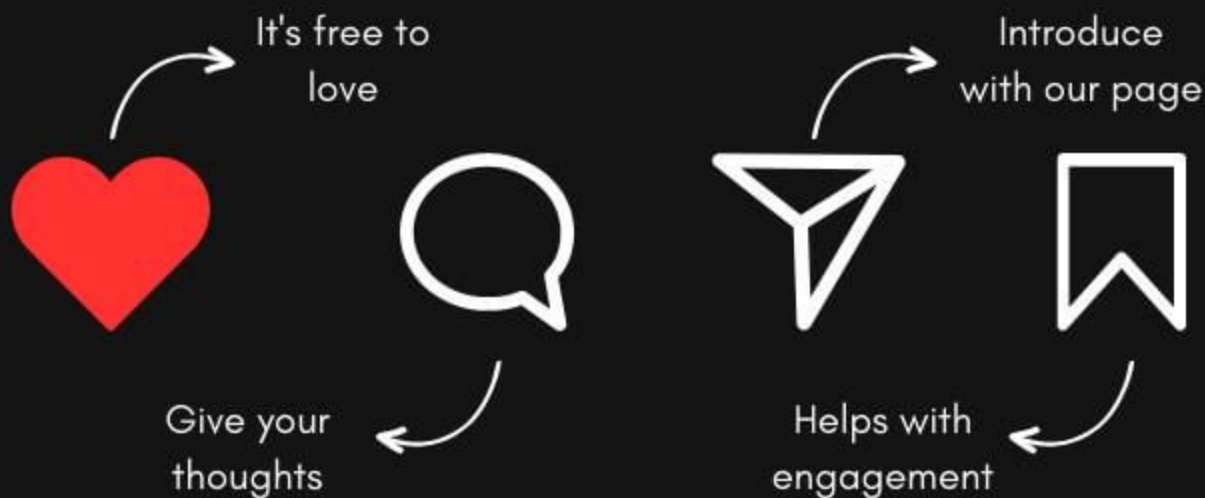 It's free to
love
Introduce
with our page
Give your
thoughts
Helps with
engagement